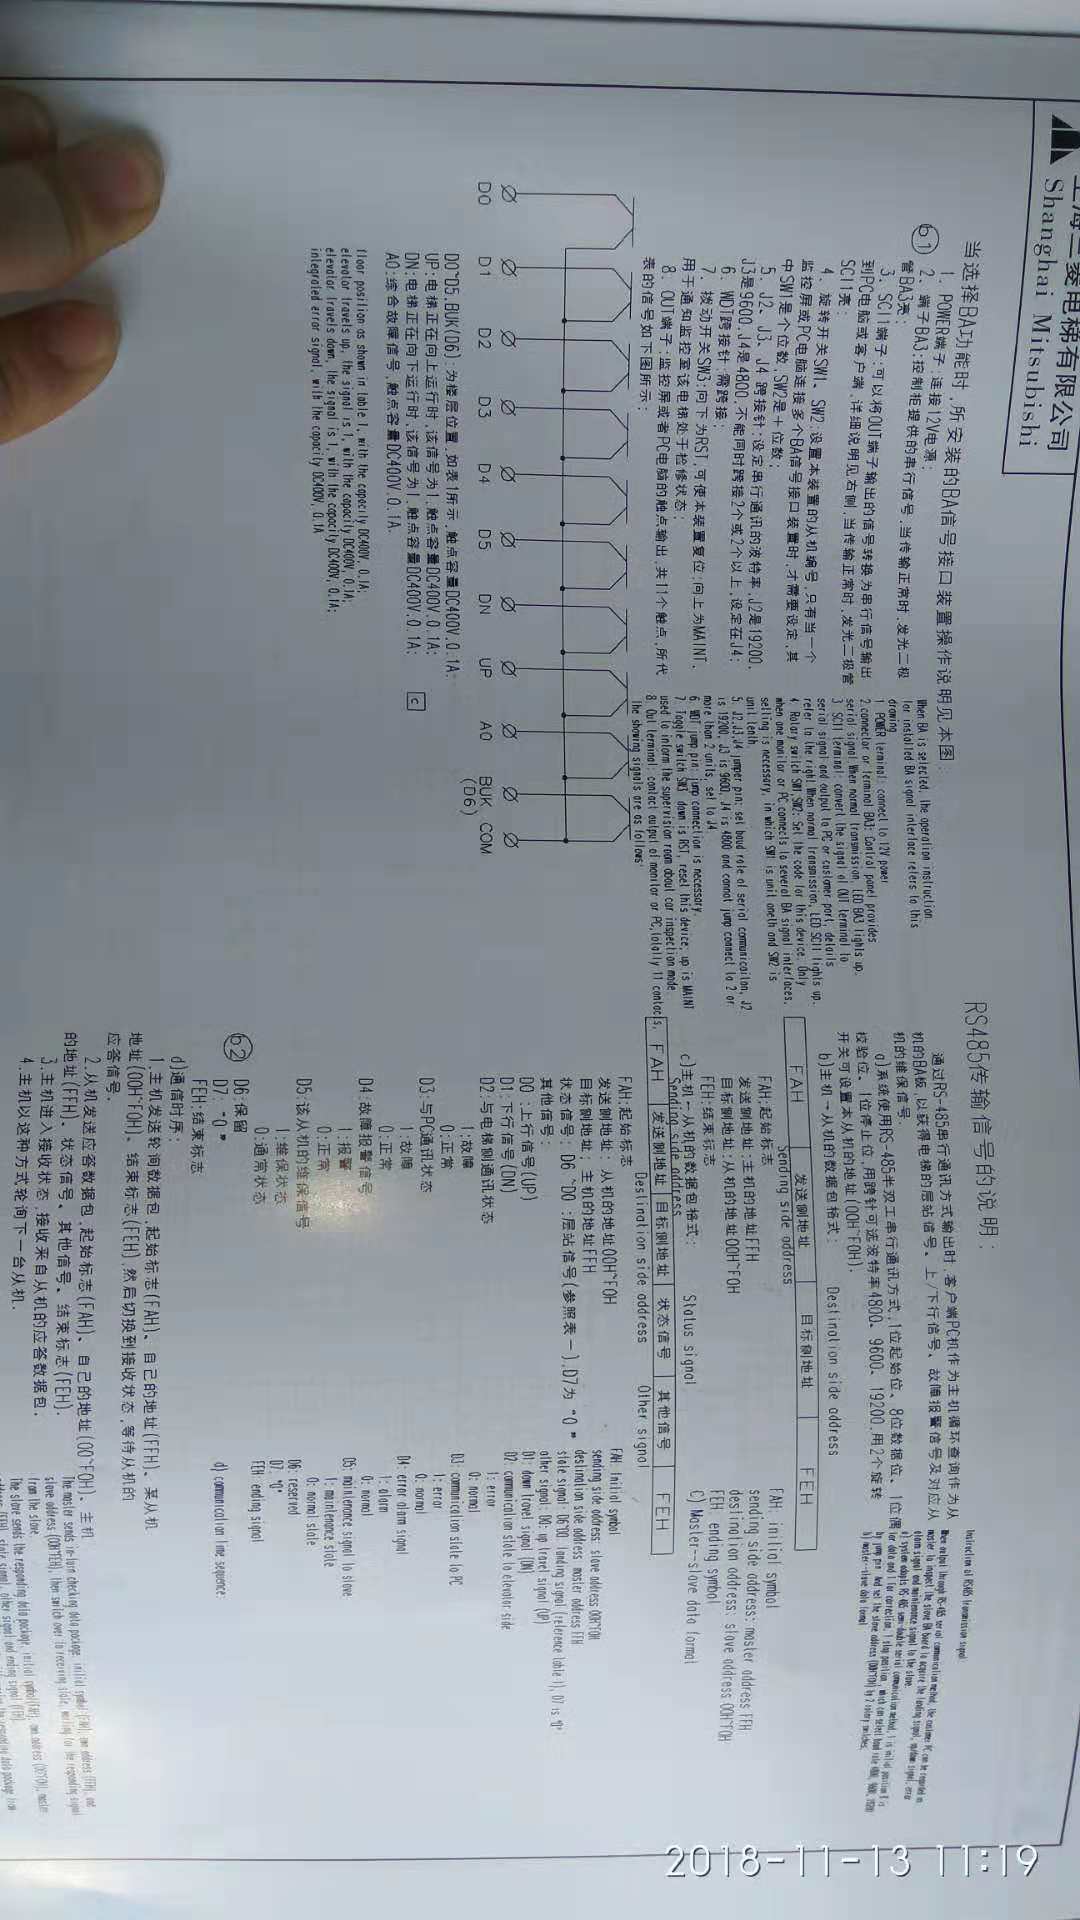 上海三菱电梯有限公司
Shanghai Mitsubishi
当选择BA功能时,所安装的BA信号接口装置操作说明见本图:
b1
1、POWER端子:连接12V电源;
2、端子BA3:控制柜提供的串行信号,当传输正常时,发光二极
管BA3亮;
3、SC11端子:可以将OUT端子输出的信号转换为串行信号输出
到PC电脑或客户端,详细说明见右侧,当传输正常时,发光二极管
SC11亮;
4、旋转开关SW1、SW2:设置本装置的从机编号,只有当一个
监控屏或PC电脑连接多个BA信号接口装置时,才需要设定,其
中SW1是个位数,SW2是十位数;
5、J2、J3、J4 跨接针:设定串行通讯的波特率,J2是19200,
J3是9600,J4是4800,不能同时跨接2个或2个以上,设定在J4;
6、WDT跨接针:需跨接;
7、拨动开关SW3:向下为RST,可使本装置复位;向上为MAINT,
用于通知监控室该电梯处于检修状态;
8、OUT端子:监控屏或者PC电脑的触点输出,共11个触点,所代
表的信号如下图所示:
When BA is selected, the operation instruction
for installed BA signal interface refers to this
drawing
1 POWER terminal: connect to 12V power
2.connector or terminal BA3: Control panel provides
serial signal.When normal transmission, LED BA3 lights up.
3 SC11 terminal: convert the signal of OUT terminal to
serial signal and output to PC or customer port, details
refer to the right.When normal transmission, LED SC11 lights up.
4 Rotary switch SW1,SW2: Set the code for this device. Only
when one monitor or PC connects to several BA signal interfaces,
setting is necessary, in which SW1 is unit oneth and SW2 is
unit tenth.
5. J2,J3,J4 jumper pin: set baud rate of serial communicaiton, J2
is 19200, J3 is 9600, J4 is 4800 and cannot jump connect to 2 or
more than 2 units, set to J4.
6. WDT jump pin: jump connection is necessary.
7. Toggle switch SW3 down is RST, reset this device; up is MAINT
used to inform the supervision room about car inspection mode.
8. Out terminal: contact output of monitor or PC,totally 11 contacts,
the showing signals are as follows:
D0 D1 D2 D3 D4 D5 DN UP A0 BUK COM
(D6)
D0~D5,BUK(D6):为楼层位置,如表1所示,触点容量DC400V,0.1A;
UP:电梯正在向上运行时,该信号为1,触点容量DC400V,0.1A;
DN:电梯正在向下运行时,该信号为1,触点容量DC400V,0.1A;
c
A0:综合故障信号,触点容量DC400V,0.1A.
floor position as shown in table 1, with the capacity DC400V, 0.1A;
elevator travels up, the signal is 1, with the capacity DC400V, 0.1A;
elevator travels down, the signal is 1, with the capacity DC400V, 0.1A;
integrated error signal, with the capacity DC400V, 0.1A
RS485传输信号的说明:
通过RS-485串行通讯方式输出时,客户端PC机作为主机循环查询作为从
机的BA板,以获得电梯的层站信号、上/下行信号、故障报警信号及对应从
机的维保信号.
a)系统使用RS-485半双工串行通讯方式,1位起始位、8位数据位、1位偶
校验位、1位停止位,用跨针可选波特率4800、9600、19200,用2个旋转
开关可设置本从机的地址(00H~F0H).
Instruction of RS485 transmission signal:
When output through RS-485 serial communication method, the customer PC can be regarded as
master to inspect the slave BA board to acquire the landing signal, up/down signal, error
alarm signal and maintenance signal to the slave.
a) system adopts RS-485 semi-double serial communication method, 1 is initial position 8 is
for data and 1 for correction, 1 stop position , which can select baud rate 4800, 9600, 19200
by jump pin. And set the slave address (00H~F0H) by 2 rotary switches.
b) master--slave data format
b)主机→从机的数据包格式: Destination side address
FAH 发送侧地址 目标侧地址 FEH
Sending side address
FAH:起始标志
发送侧地址:主机的地址FFH
目标侧地址:从机的地址00H~F0H
FEH:结束标志
FAH: initial symbol
sending side address: master address FFH
destination address: slave address 00H~F0H
FEH: ending symbol
C) Master--slave data format
c)主机←从机的数据包格式: Status signal
Sending side address
FAH 发送侧地址 目标侧地址 状态信号 其他信号 FEH
Destination side address Other signal
FAH:起始标志
发送侧地址: 从机的地址00H~F0H
目标侧地址: 主机的地址FFH
状态信号: D6 ~D0 :层站信号(参照表一),D7为 "0"
其他信号:
D0 :上行信号(UP)
D1:下行信号(DN)
D2:与电梯侧通讯状态
1:故障
0:正常
D3:与PC通讯状态
1:故障
0:正常
D4:故障报警信号
1:报警
0:正常
D5:该从机的维保信号
1:维保状态
0:通常状态
b2
D6:保留
D7: "0"
FEH:结束标志
FAH: Initial symbol
sending side address: slave address 00H~F0H
destination side address: master address FFH
state signal: D6~D0. landing signal (reference table 1), D7 is "0"
other signal: D0: up travel signal (UP)
D1: down travel signal (DN)
D2: communication state to elevator side
1: error
0: normal
D3: communication state to PC
1: error
0: normal
D4: error alarm signal
1: alarm
0: normal
D5: maintenance signal to slave
1: maintenance state
0: normal state
D6: reserved
D7: "0"
FEH: ending signal
d) communication time sequence:
d)通信时序:
1.主机发送轮询数据包,起始标志(FAH)、自己的地址(FFH)、某从机
地址(00H~F0H)、结束标志(FEH),然后切换到接收状态,等待从机的
应答信号.
2.从机发送应答数据包,起始标志(FAH)、自己的地址(00~F0H)、主机
的地址(FFH)、状态信号、其他信号、结束标志(FEH).
3.主机进入接收状态,接收来自从机的应答数据包.
4.主机以这种方式轮询下一台从机.
The master sends in-turn checking data package, initial symbol (FAH), own address (FFH), and
slave address (00H~FEH), then switch over to receiving state, waiting for the responding signal
from the slave.
The slave sends the responding data package, initial symbol(FAH), own address (00~F0H), master
address (FFH), state signal, other signal and ending signal (FEH).
2018-11-13 11:19